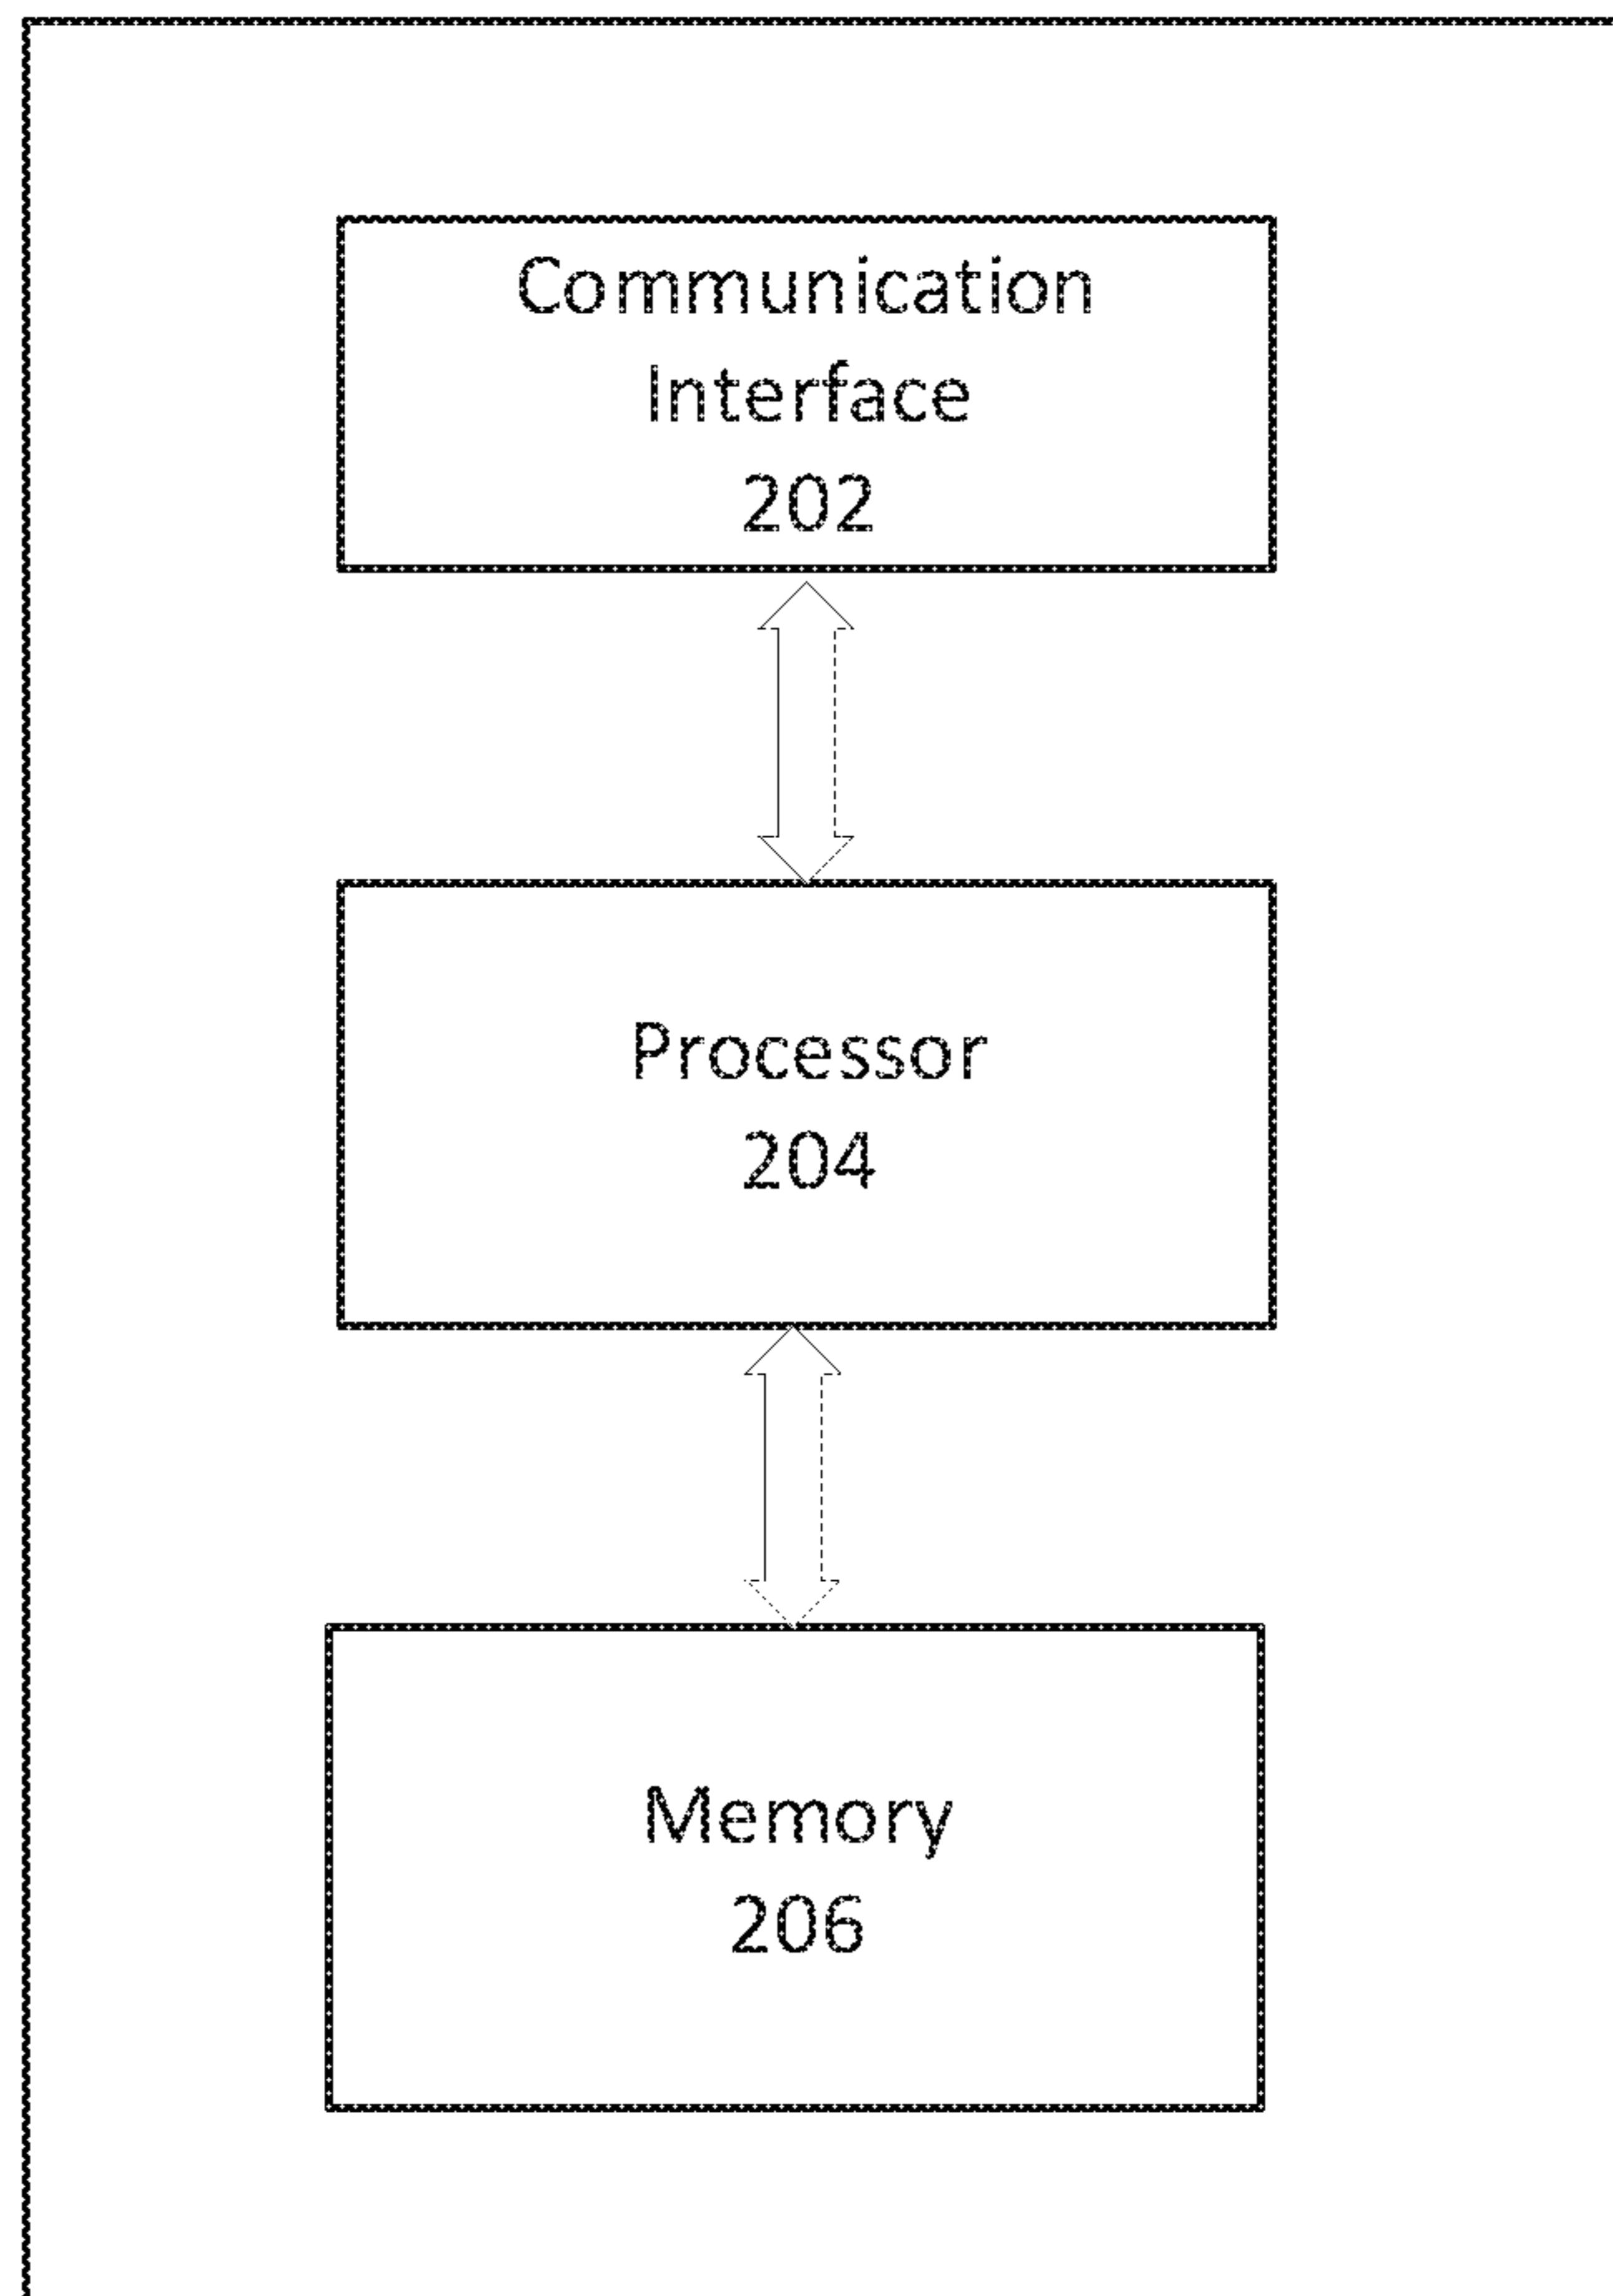 Communication
Interface
202
Processor
204
Memory
206